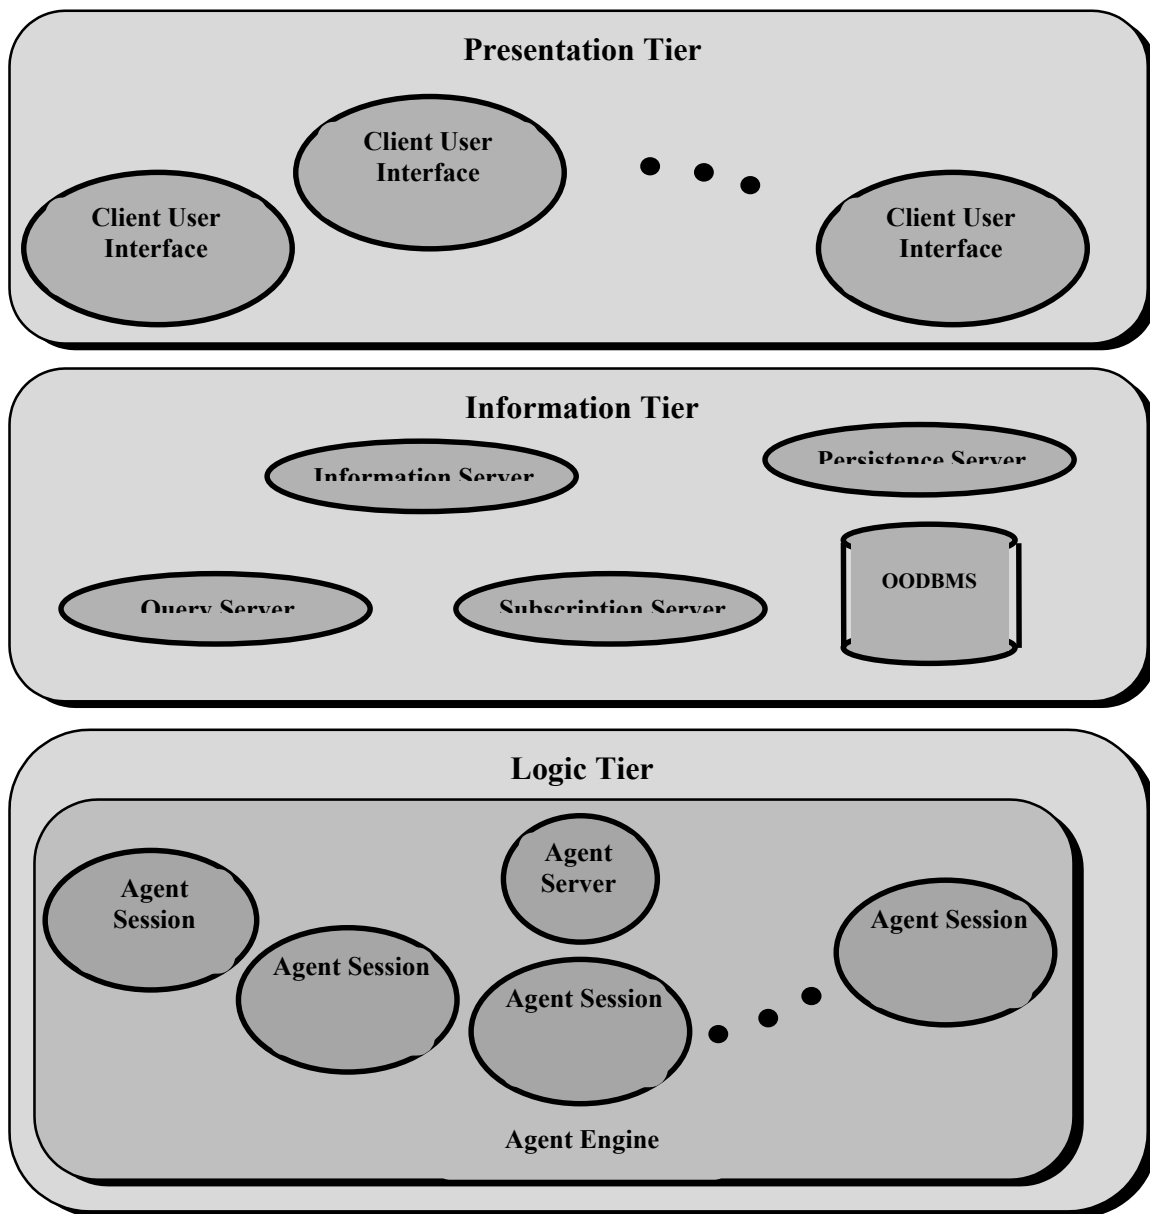 Presentation Tier
Client User
Interface
Client User
Interface
Client User
Interface
Information Tier
Information Server
Persistence Server
Query Server
Subscription Server
OODBMS
Logic Tier
Agent
Session
Agent Session
Agent
Server
Agent Session
Agent Session
Agent Engine